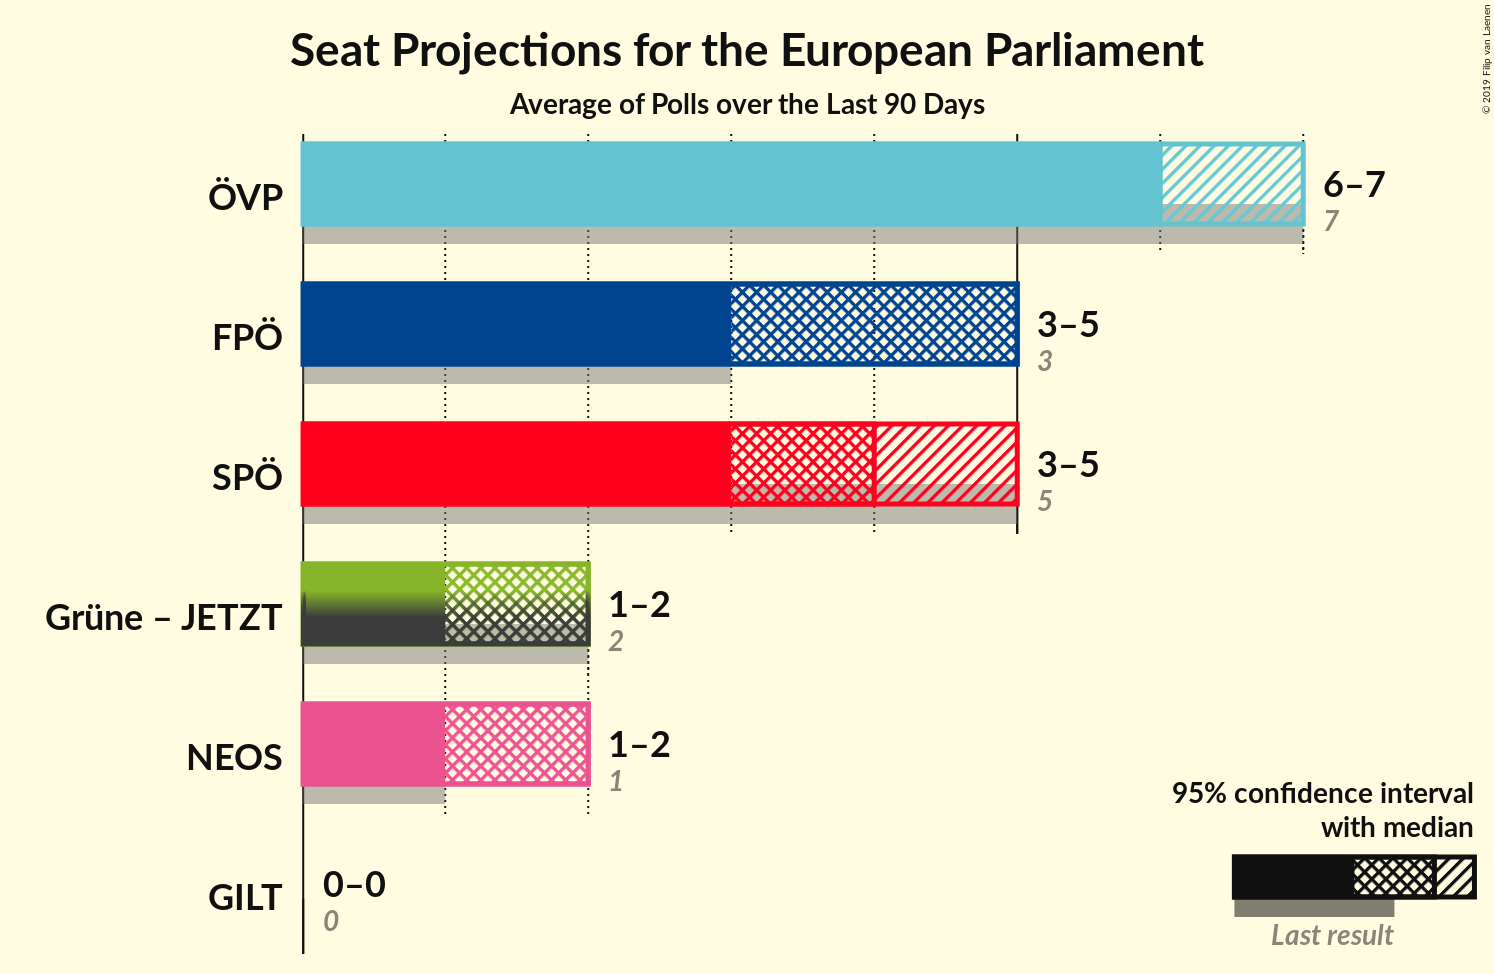 Seat Projections for the European Parliament
Average of Polls over the Last 90 Days
© 2019 Filip van Laenen
ÖVP
6–7
7
FPÖ
3–5
3
SPÖ
3–5
5
Grüne – JETZT
1–2
2
NEOS
1–2
1
GILT
0–0
0
95% confidence interval
with median
Last result